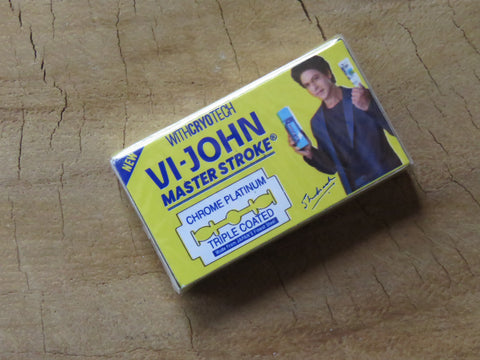 NEW
WITHCRYOTECH
VI-JOHN
MASTER STROKE®
CHROME PLATINUM
TRIPLE COATED